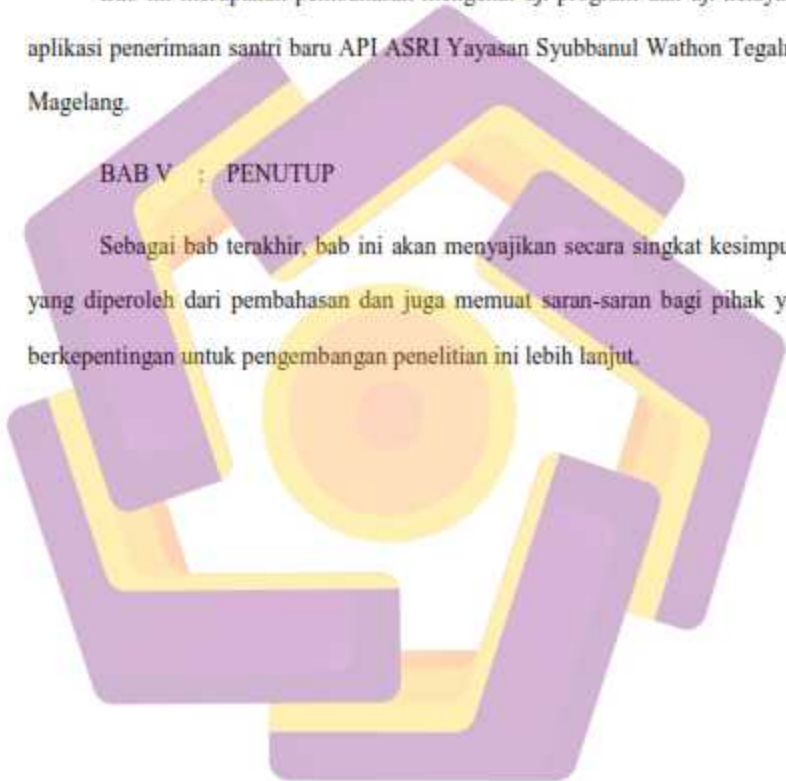 aplikasi penerimaan santri baru API ASRI Yayasan Syubbanul Wathon
Magelang.
BAB V : PENUTUP
Sebagai bab terakhir, bab ini akan menyajikan secara singkat
yang diperoleh dari pembahasan dan juga memuat saran-saran bagi pihak
berkepentingan untuk pengembangan penelitian ini lebih lanjut.